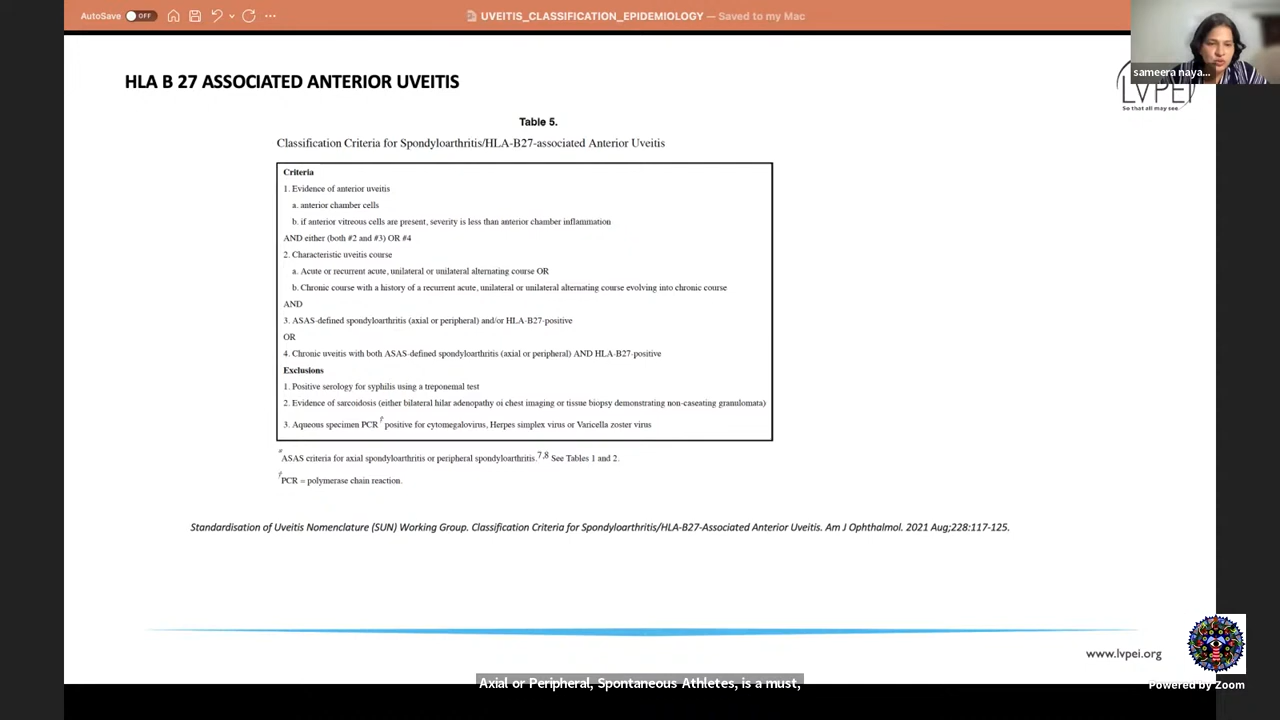 AutoSave OFF
UVEITIS_CLASSIFICATION_EPIDEMIOLOGY — Saved to my Mac
sameera naya...
LVPEI
So that all may see.
HLA B 27 ASSOCIATED ANTERIOR UVEITIS
Table 5.
Classification Criteria for Spondyloarthritis/HLA-B27-associated Anterior Uveitis
Criteria
1. Evidence of anterior uveitis
a. anterior chamber cells
b. if anterior vitreous cells are present, severity is less than anterior chamber inflammation
AND either (both #2 and #3) OR #4
2. Characteristic uveitis course
a. Acute or recurrent acute, unilateral or unilateral alternating course OR
b. Chronic course with a history of a recurrent acute, unilateral or unilateral alternating course evolving into chronic course
AND
3. ASAS-defined spondyloarthritis (axial or peripheral) and/or HLA-B27-positive
OR
4. Chronic uveitis with both ASAS-defined spondyloarthritis (axial or peripheral) AND HLA-B27-positive
Exclusions
1. Positive serology for syphilis using a treponemal test
2. Evidence of sarcoidosis (either bilateral hilar adenopathy oi chest imaging or tissue biopsy demonstrating non-caseating granulomata)
3. Aqueous specimen PCR† positive for cytomegalovirus, Herpes simplex virus or Varicella zoster virus
*ASAS criteria for axial spondyloarthritis or peripheral spondyloarthritis.7,8 See Tables 1 and 2.
†PCR = polymerase chain reaction.
Standardisation of Uveitis Nomenclature (SUN) Working Group. Classification Criteria for Spondyloarthritis/HLA-B27-Associated Anterior Uveitis. Am J Ophthalmol. 2021 Aug;228:117-125.
www.lvpei.org
Axial or Peripheral, Spontaneous Athletes, is a must,
Powered by Zoom